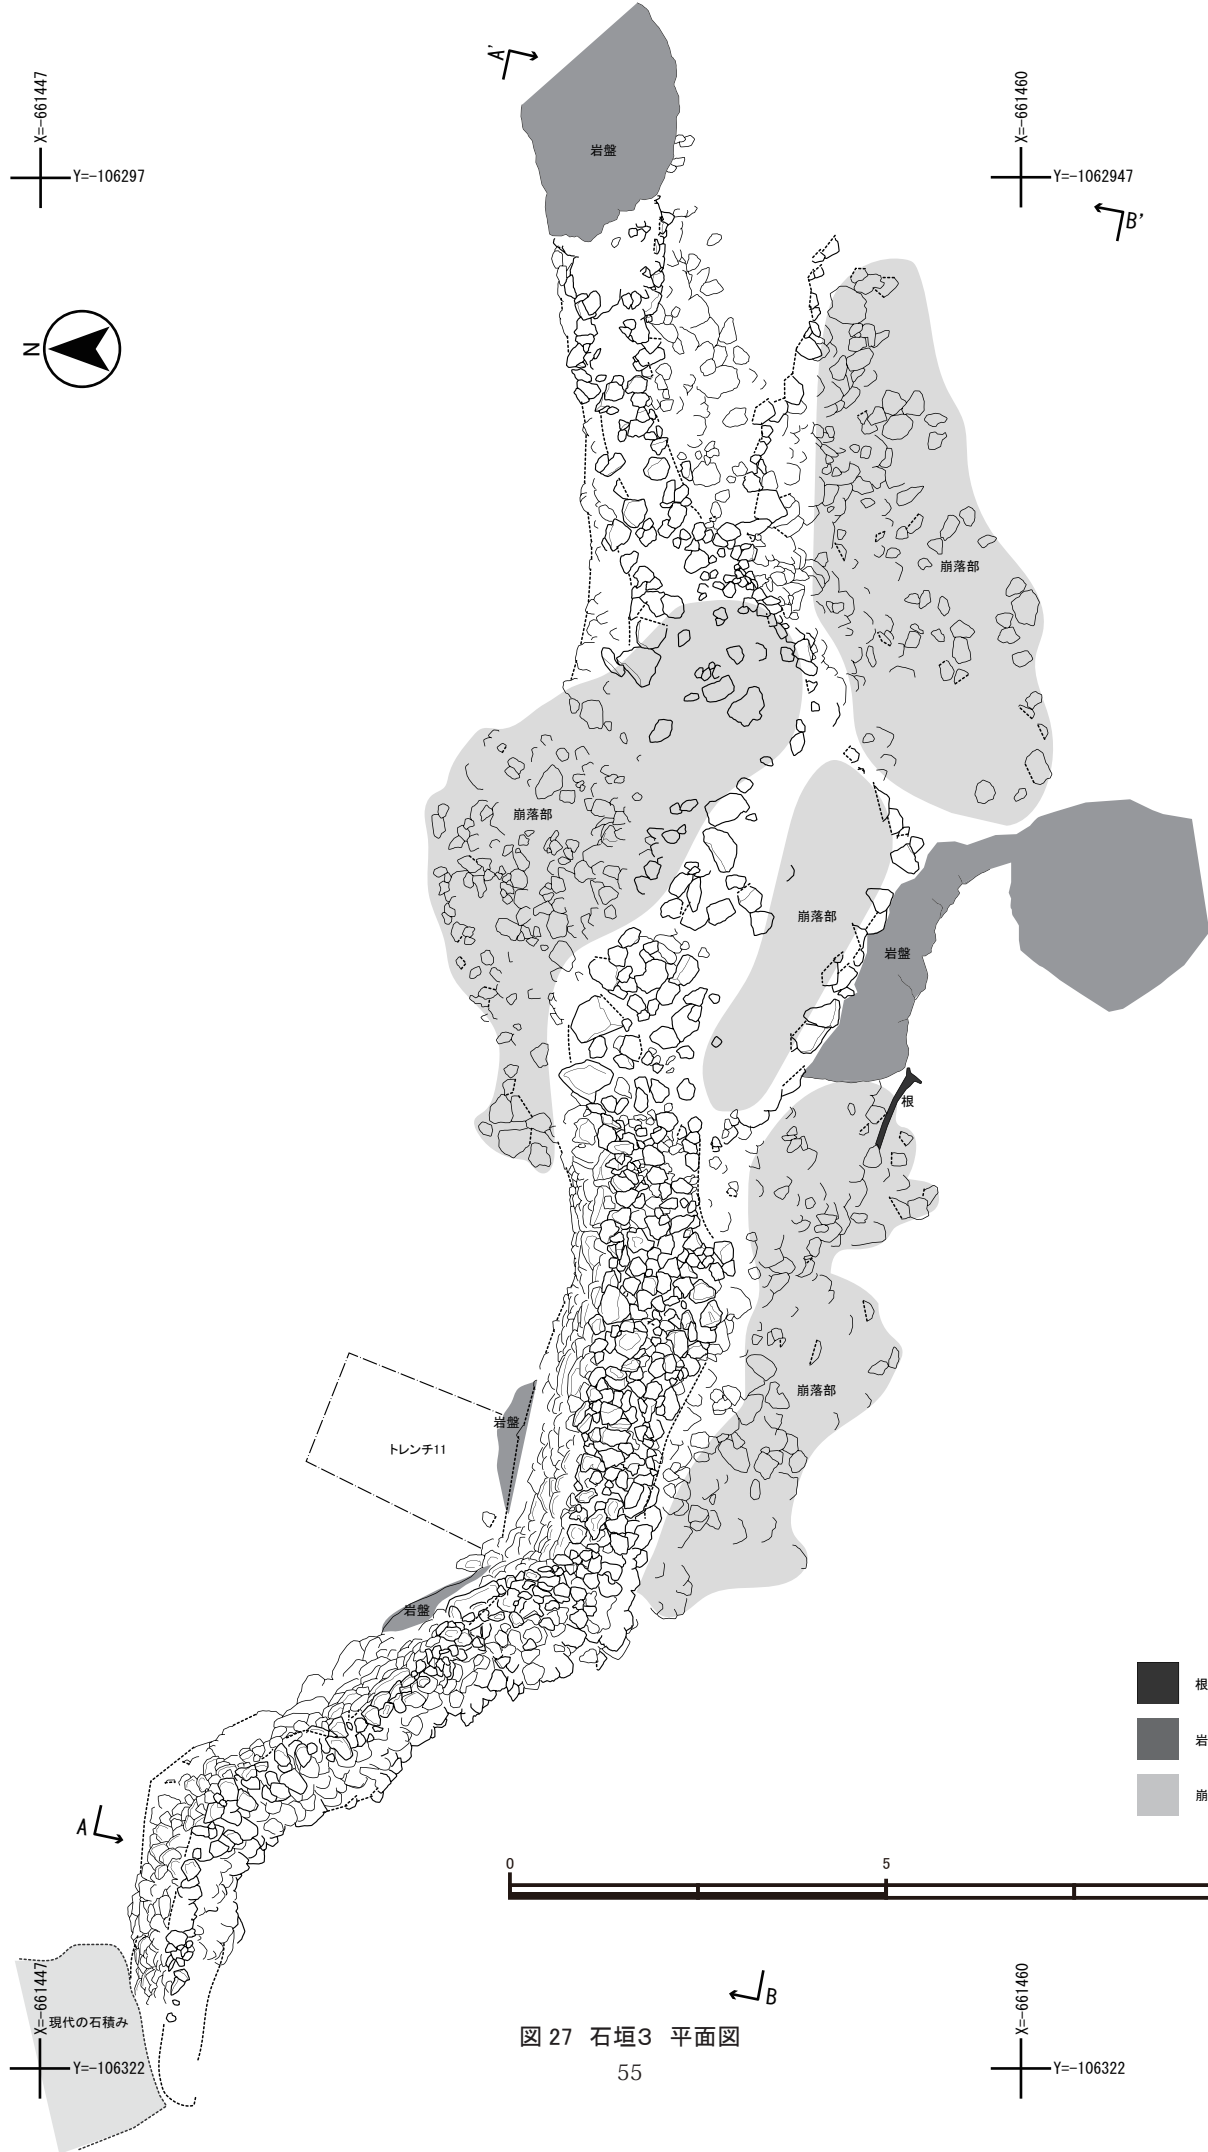 A'
X=-661447
Y=-106297
X=-661460
Y=-1062947
B'
岩盤
N
崩落部
崩落部
崩落部
岩盤
根
崩落部
岩盤
トレンチ11
岩盤
根
岩
崩
A
0
5
X=-661447
現代の石積み
Y=-106322
B
X=-661460
Y=-106322
図 27 石垣3 平面図
55